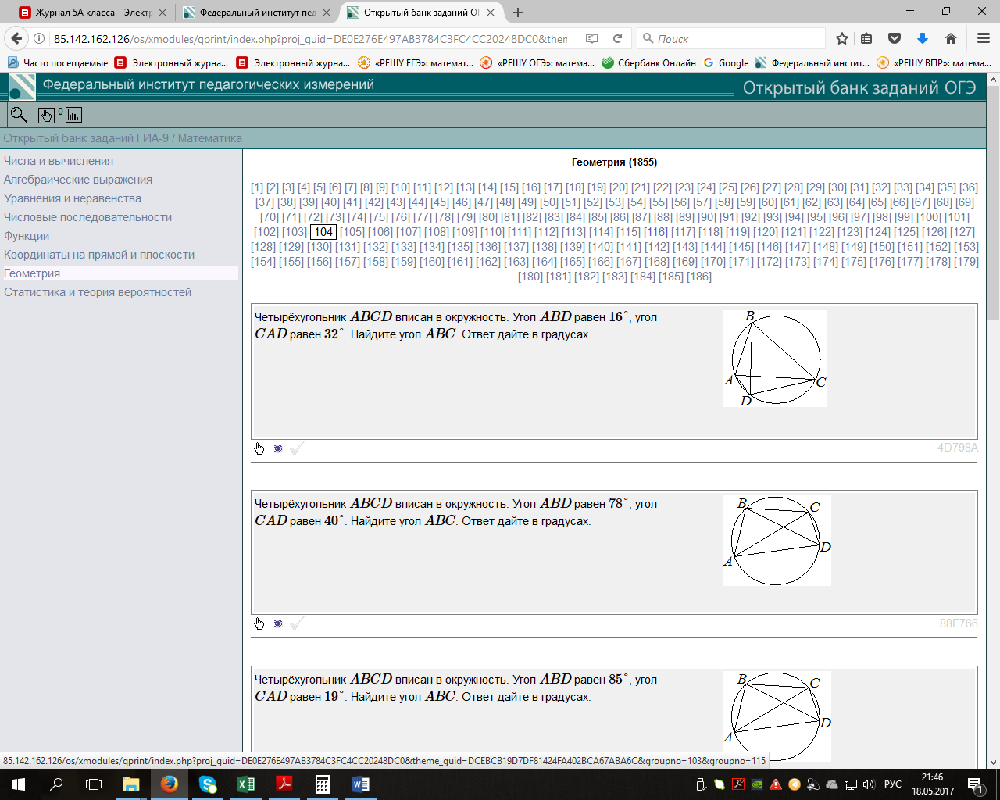 Журнал 5А класса – Электр
Федеральный институт пед
Открытый банк заданий ОГ
85.142.162.126/os/xmodules/qprint/index.php?proj_guid=DE0E276E497AB3784C3FC4CC20248DC0&them
Поиск
Часто посещаемые
Электронный журна...
Электронный журна...
«РЕШУ ЕГЭ»: математ...
«РЕШУ ОГЭ»: матема...
Сбербанк Онлайн
Google
Федеральный инстит...
«РЕШУ ВПР»: матема...
Федеральный институт педагогических измерений
Открытый банк заданий ОГЭ
0
Открытый банк заданий ГИА-9 / Математика
Числа и вычисления
Алгебраические выражения
Уравнения и неравенства
Числовые последовательности
Функции
Координаты на прямой и плоскости
Геометрия
Статистика и теория вероятностей
Геометрия (1855)
[1] [2] [3] [4] [5] [6] [7] [8] [9] [10] [11] [12] [13] [14] [15] [16] [17] [18] [19] [20] [21] [22] [23] [24] [25] [26] [27] [28] [29] [30] [31] [32] [33] [34] [35] [36]
[37] [38] [39] [40] [41] [42] [43] [44] [45] [46] [47] [48] [49] [50] [51] [52] [53] [54] [55] [56] [57] [58] [59] [60] [61] [62] [63] [64] [65] [66] [67] [68] [69]
[70] [71] [72] [73] [74] [75] [76] [77] [78] [79] [80] [81] [82] [83] [84] [85] [86] [87] [88] [89] [90] [91] [92] [93] [94] [95] [96] [97] [98] [99] [100] [101]
[102] [103] 104 [105] [106] [107] [108] [109] [110] [111] [112] [113] [114] [115] [116] [117] [118] [119] [120] [121] [122] [123] [124] [125] [126] [127]
[128] [129] [130] [131] [132] [133] [134] [135] [136] [137] [138] [139] [140] [141] [142] [143] [144] [145] [146] [147] [148] [149] [150] [151] [152] [153]
[154] [155] [156] [157] [158] [159] [160] [161] [162] [163] [164] [165] [166] [167] [168] [169] [170] [171] [172] [173] [174] [175] [176] [177] [178] [179]
[180] [181] [182] [183] [184] [185] [186]
Четырёхугольник ABCD вписан в окружность. Угол ABD равен 16°, угол
CAD равен 32°. Найдите угол ABC. Ответ дайте в градусах.
B
A
C
D
4D798A
Четырёхугольник ABCD вписан в окружность. Угол ABD равен 78°, угол
CAD равен 40°. Найдите угол ABC. Ответ дайте в градусах.
B
C
D
A
88F766
Четырёхугольник ABCD вписан в окружность. Угол ABD равен 85°, угол
CAD равен 19°. Найдите угол ABC. Ответ дайте в градусах.
B
C
D
A
85.142.162.126/os/xmodules/qprint/index.php?proj_guid=DE0E276E497AB3784C3FC4CC20248DC0&theme_guid=DCEBCB19D7DF81424FA402BCA67ABA6C&groupno=103&groupno=115
РУС
21:46
18.05.2017
1